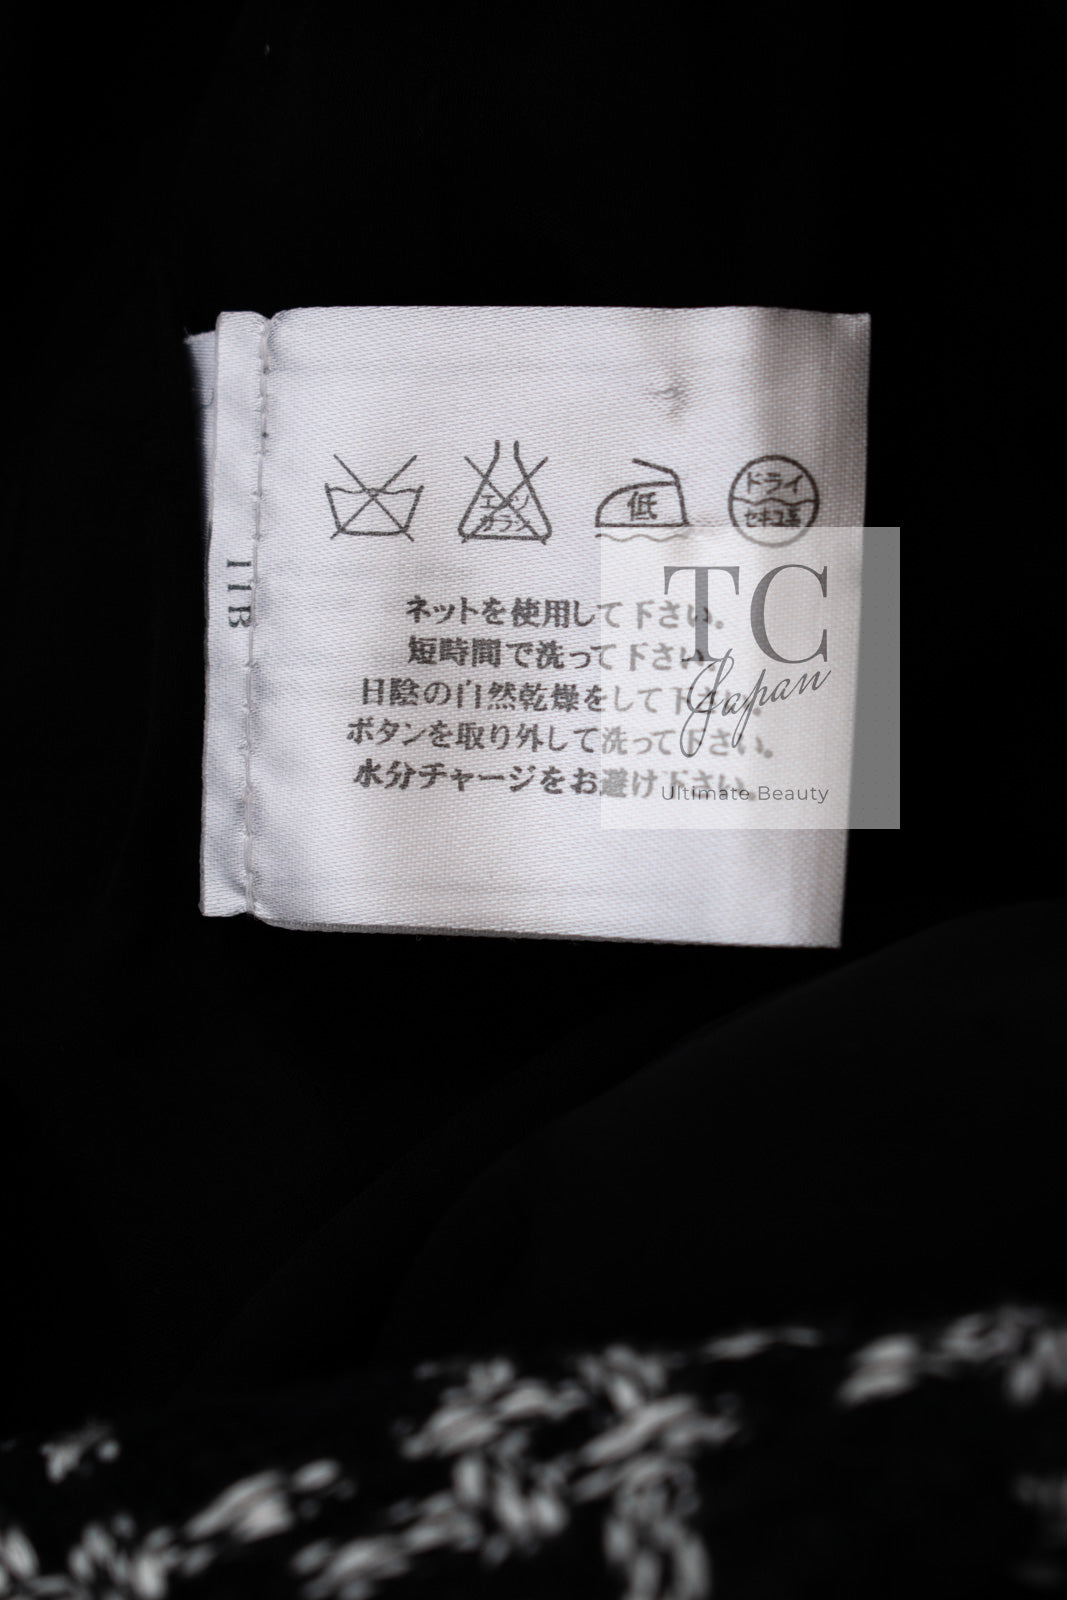 エンソ
サラシ
低
ドライ
セキユ系
11B
ネットを使用して下さい。
短時間で洗って下さい。
日陰の自然乾燥をして下さい。
ボタンを取り外して洗って下さい。
水分チャージをお避け下さい。
TC
Japan
Ultimate Beauty